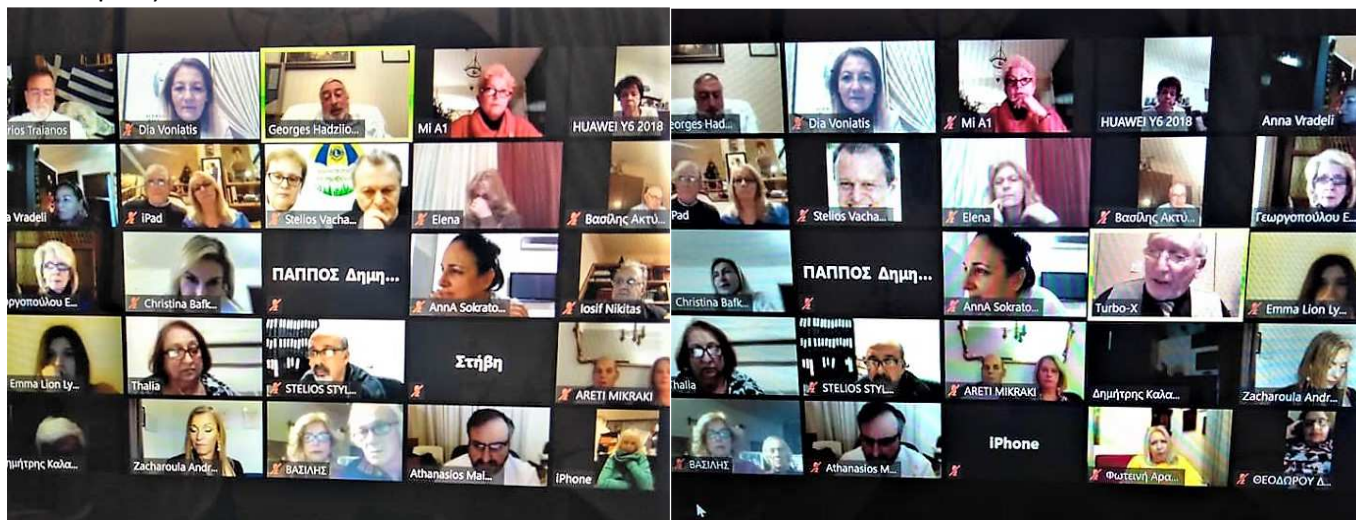 rios Traianos
Dia Voniatis
Georges Hadziio...
Mi A1
HUAWEI Y6 2018
a Vradeli
iPad
Stelios Vacha...
Elena
Βασίλης Ακτύ...
ργοπούλου Ε...
Christina Bafk...
ΠΑΠΠΟΣ Δημη...
AnnA Sokrato...
Iosif Nikitas
Emma Lion Ly...
Thalia
STELIOS STYL...
Στήβη
ARETI MIKRAKI
ημήτρης Καλα...
Zacharoula Andr...
ΒΑΣΙΛΗΣ
Athanasios Mal...
iPhone
eorges Had...
Dia Voniatis
Mi A1
HUAWEI Y6 2018
Anna Vradeli
Pad
Stelios Vacha...
Elena
Βασίλης Ακτύ...
Γεωργοπούλου Ε...
Christina Bafk...
ΠΑΠΠΟΣ Δημη...
AnnA Sokrato...
Turbo-X
Emma Lion Ly...
Thalia
STELIOS STYL...
ARETI MIKRAKI
Δημήτρης Καλα...
Zacharoula Andr...
ΒΑΣΙΛΗΣ
Athanasios M...
iPhone
Φωτεινή Αρα...
ΘΕΟΔΩΡΟΥ Δ...